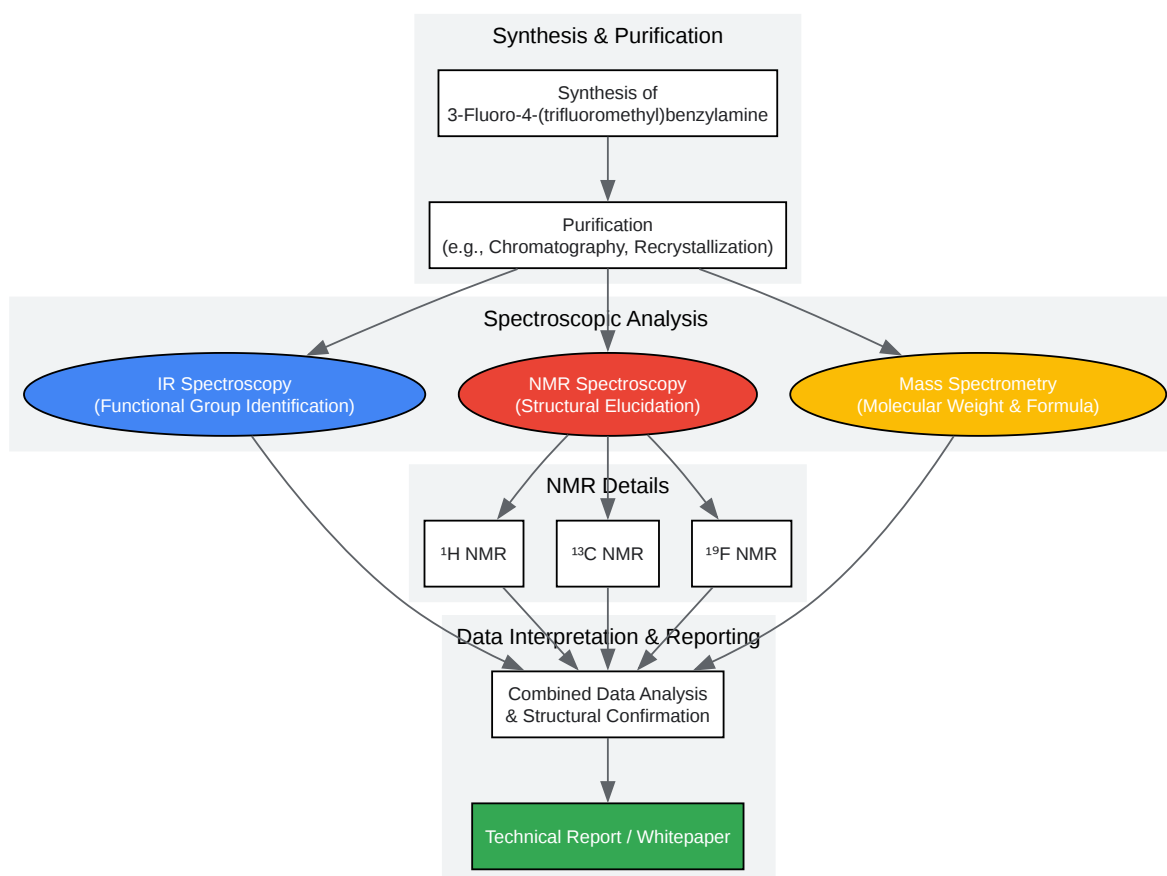 Synthesis & Purification
Synthesis of
3-Fluoro-4-(trifluoromethyl)benzylamine
Purification
(e.g., Chromatography, Recrystallization)
Spectroscopic Analysis
IR Spectroscopy
(Functional Group Identification)
NMR Spectroscopy
(Structural Elucidation)
Mass Spectrometry
(Molecular Weight & Formula)
NMR Details
¹H NMR
¹³C NMR
¹⁹F NMR
Data Interpretation & Reporting
Combined Data Analysis
& Structural Confirmation
Technical Report / Whitepaper